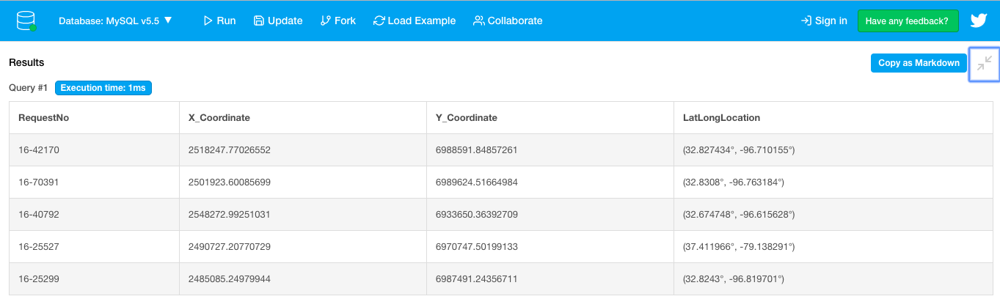 Database: MySQL v5.5 ▼ Run Update Fork Load Example Collaborate Sign in Have any feedback?
Results Copy as Markdown
Query #1 Execution time: 1ms
RequestNo X_Coordinate Y_Coordinate LatLongLocation
16-42170 2518247.77026552 6988591.84857261 (32.827434°, -96.710155°)
16-70391 2501923.60085699 6989624.51664984 (32.8308°, -96.763184°)
16-40792 2548272.99251031 6933650.36392709 (32.674748°, -96.615628°)
16-25527 2490727.20770729 6970747.50199133 (37.411966°, -79.138291°)
16-25299 2485085.24979944 6987491.24356711 (32.8243°, -96.819701°)